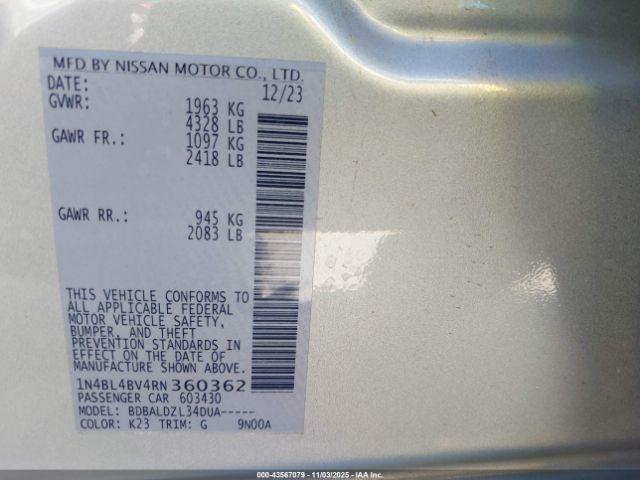 MFD BY NISSAN MOTOR CO., LTD.
DATE: 12/23
GVWR: 1963 KG
4328 LB
GAWR FR.: 1097 KG
2418 LB
GAWR RR.: 945 KG
2083 LB
THIS VEHICLE CONFORMS TO
ALL APPLICABLE FEDERAL
MOTOR VEHICLE SAFETY,
BUMPER, AND THEFT
PREVENTION STANDARDS IN
EFFECT ON THE DATE OF
MANUFACTURE SHOWN ABOVE.
1N4BL4BV4RN360362
PASSENGER CAR 603430
MODEL: BDBALDZL34DUA-----
COLOR: K23 TRIM: G 9N00A
000-43567079 - 11/03/2025 - IAA Inc.